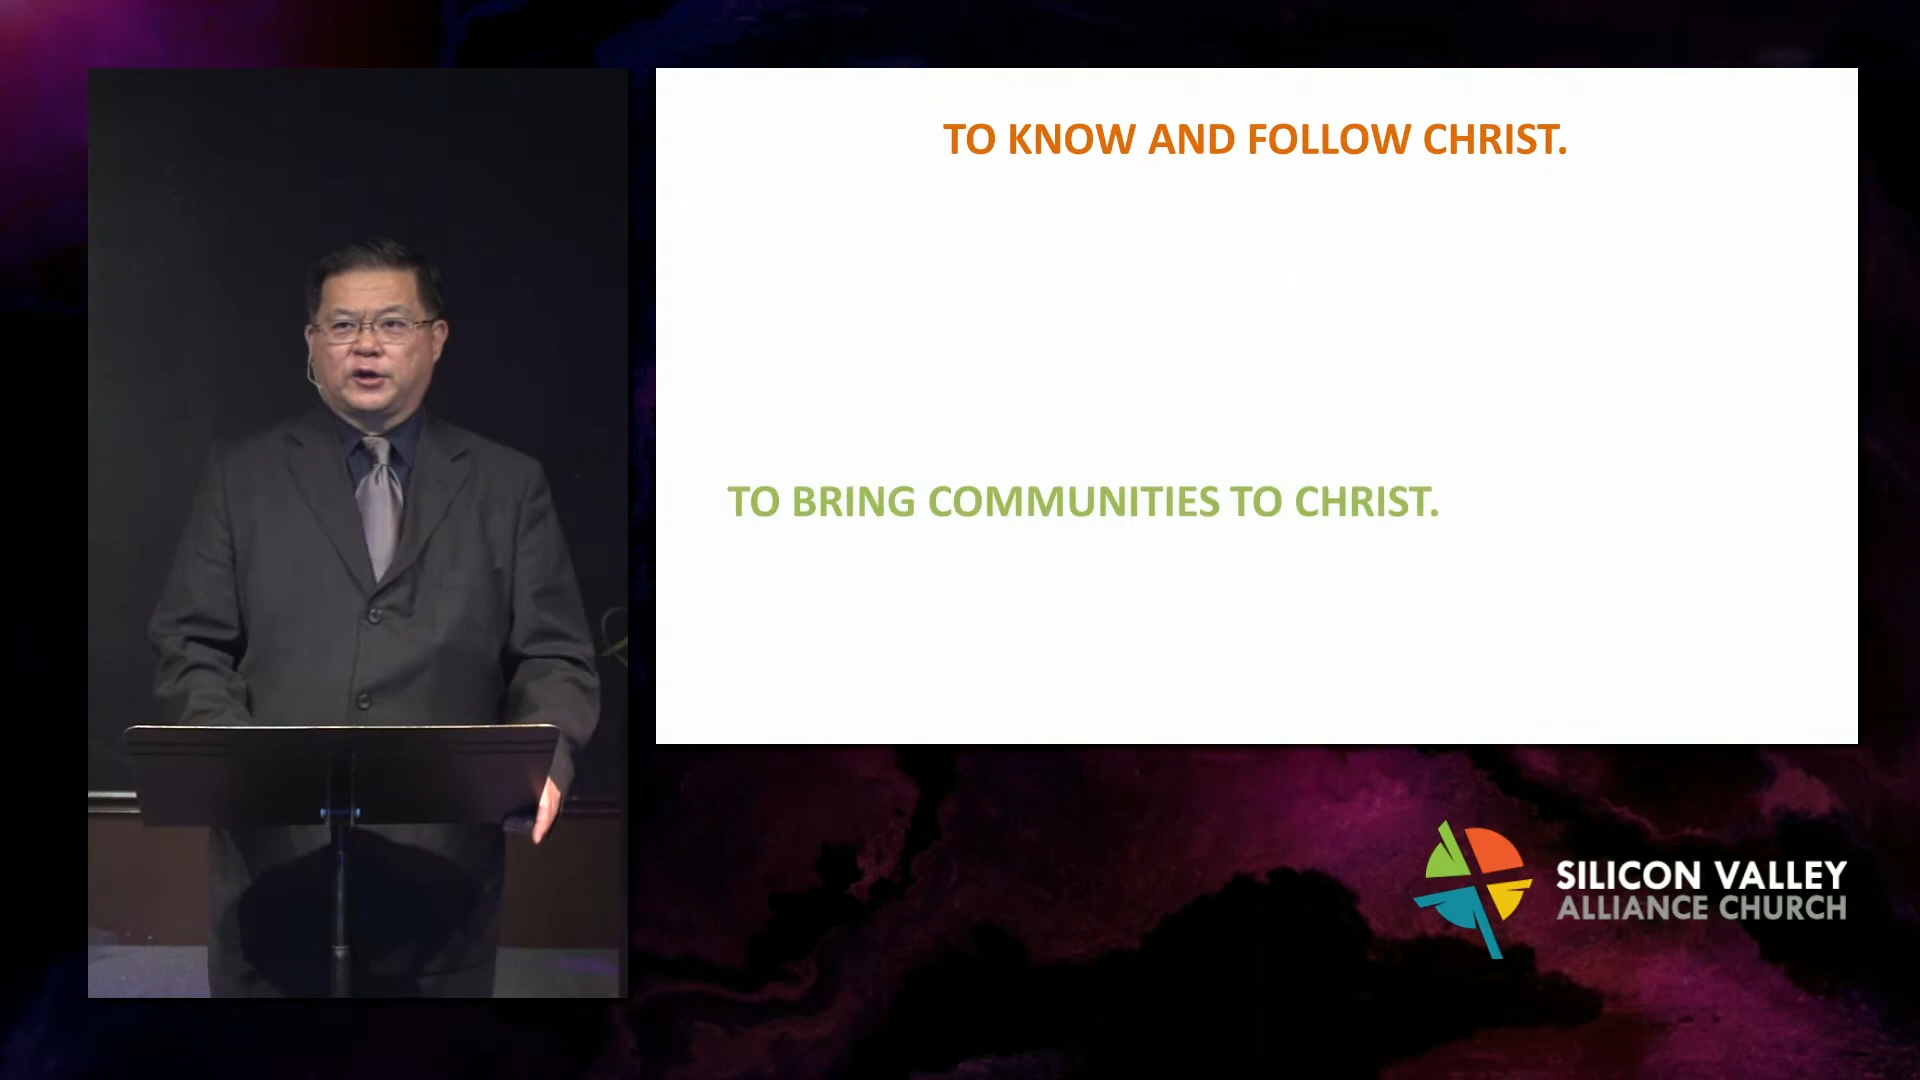 TO KNOW AND FOLLOW CHRIST.
TO BRING COMMUNITIES TO CHRIST.
SILICON VALLEY
ALLIANCE CHURCH